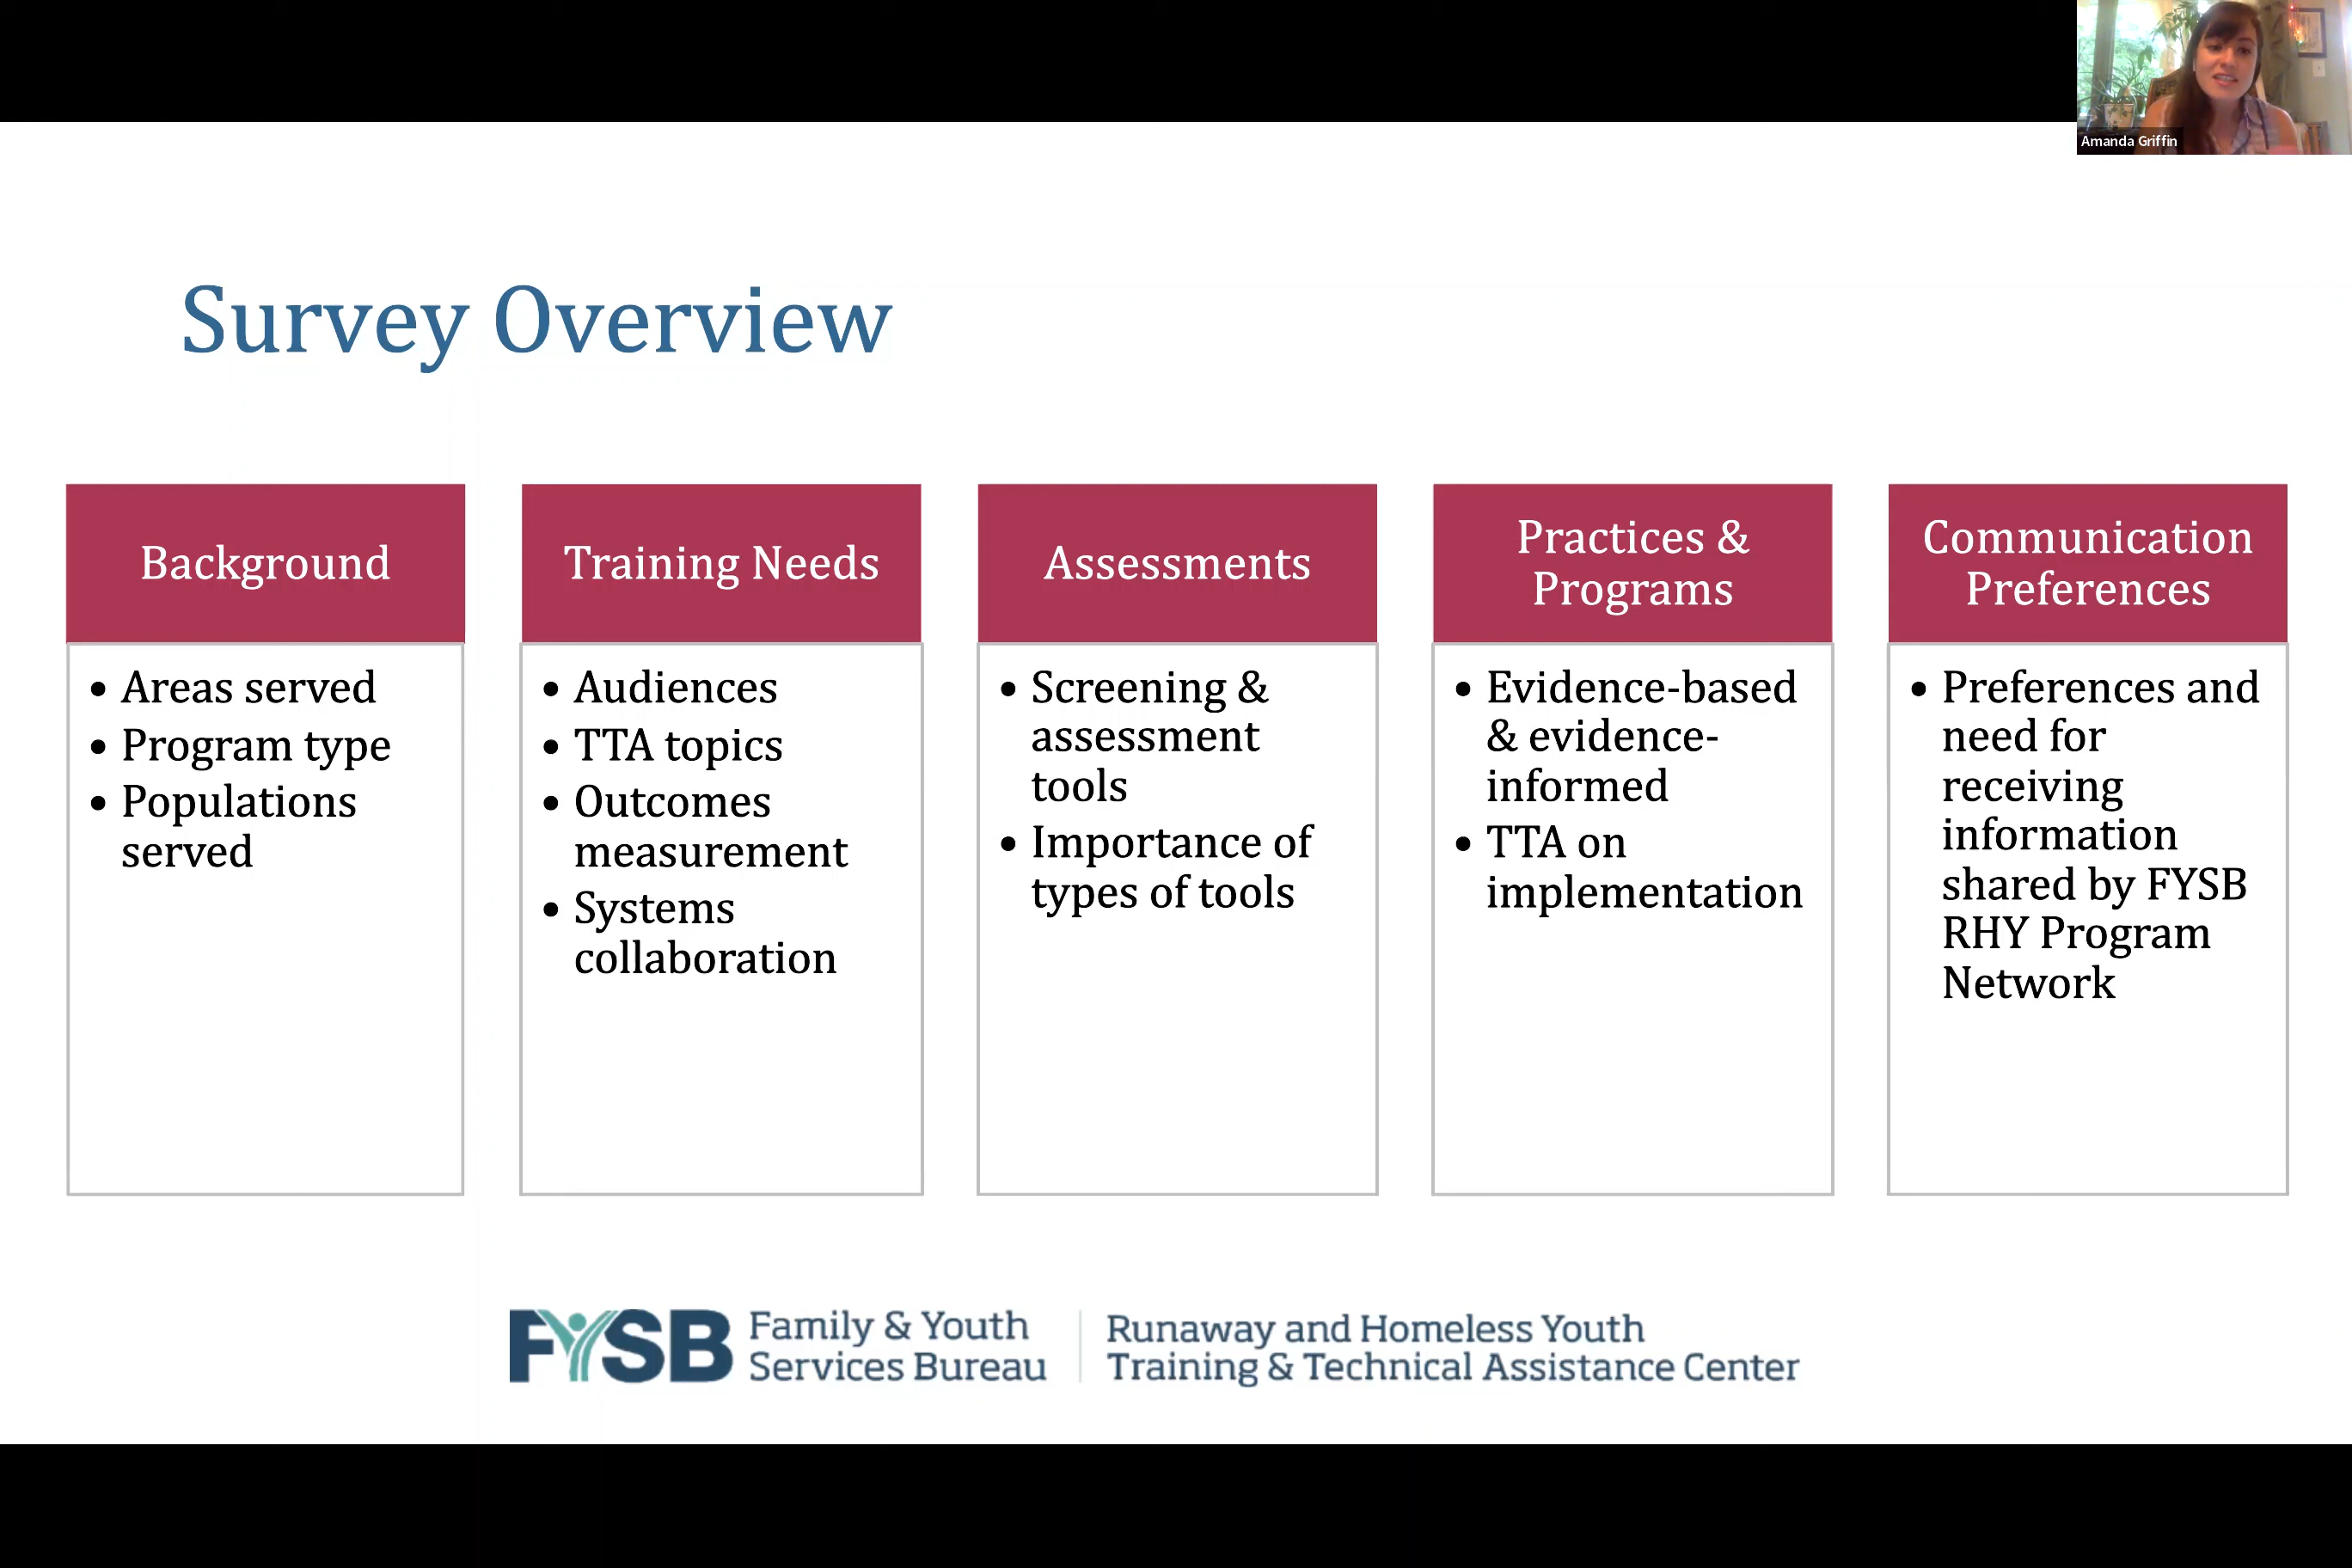 Amanda Griffin
Survey Overview
Background
• Areas served
• Program type
• Populations
served
Training Needs
• Audiences
• TTA topics
• Outcomes
measurement
• Systems
collaboration
Assessments
• Screening &
assessment
tools
• Importance of
types of tools
Practices &
Programs
• Evidence-based
& evidence-
informed
• TTA on
implementation
Communication
Preferences
• Preferences and
need for
receiving
information
shared by FYSB
RHY Program
Network
FYSB
Family & Youth
Services Bureau
Runaway and Homeless Youth
Training & Technical Assistance Center